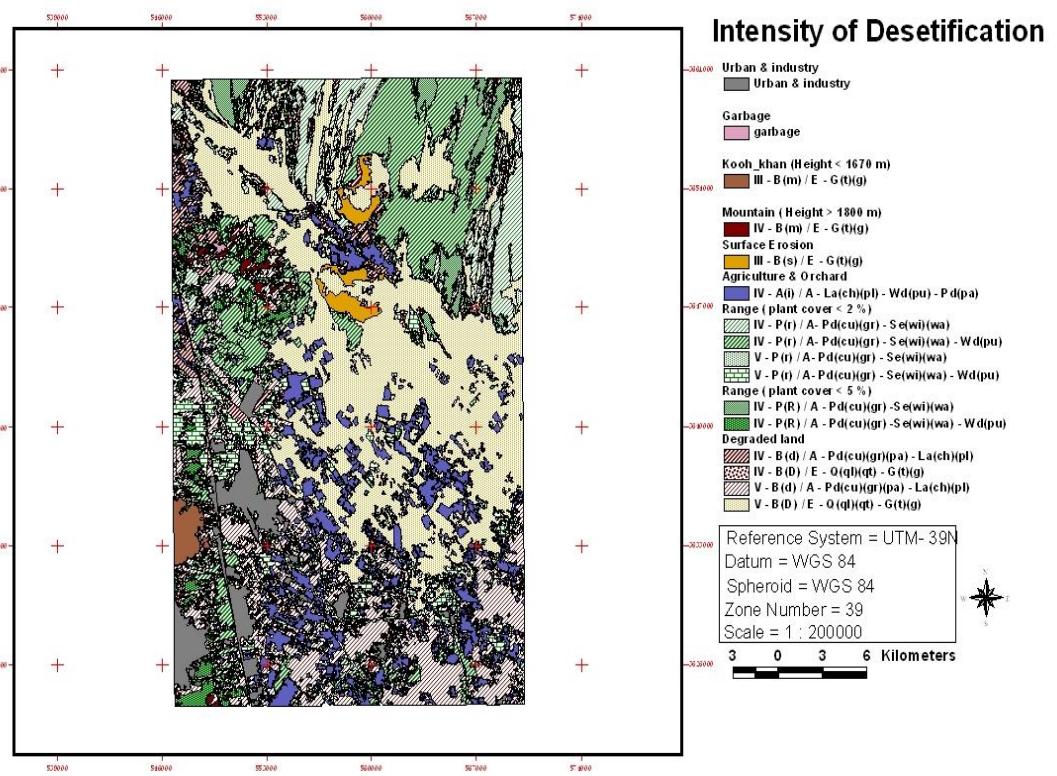 Intensity of Desetification
Urban & industry
Urban & industry
Garbage
garbage
Kooh_khan (Height < 1670 m)
III - B(m) / E - G(t)(g)
Mountain (Height > 1800 m)
IV - B(m) / E - G(t)(g)
Surface Erosion
III - B(s) / E - G(t)(g)
Agriculture & Orchard
IV - A(i) / A - La(ch)(pl) - Wd(pu) - Pd(pa)
Range (plant cover < 2 %)
IV - P(r) / A- Pd(cu)(gr) - Se(wi)(wa)
IV - P(r) / A- Pd(cu)(gr) - Se(wi)(wa) - Wd(pu)
V - P(r) / A-Pd(cu)(gr) - Se(wi)(wa)
V - P(r) / A - Pd(cu)(gr) - Se(wi)(wa) - Wd(pu)
Range (plant cover < 5 %)
IV - P(R) / A - Pd(cu)(gr) -Se(wi)(wa)
IV - P(R) / A - Pd(cu)(gr) -Se(wi)(wa) - Wd(pu)
Degraded land
IV - B(d) / A - Pd(cu)(gr)(pa) - La(ch)(pl)
IV - B(D) / E - Q(ql)(qt) - G(t)(g)
V - B(d) / A - Pd(cu)(gr)(pa) - La(ch)(pl)
V - B(D) / E - Q(ql)(qt) - G(t)(g)
Reference System = UTM- 39N
Datum = WGS 84
Spheroid = WGS 84
Zone Number = 39
Scale = 1 : 200000
N
W
E
S
3 0 3 6 Kilometers